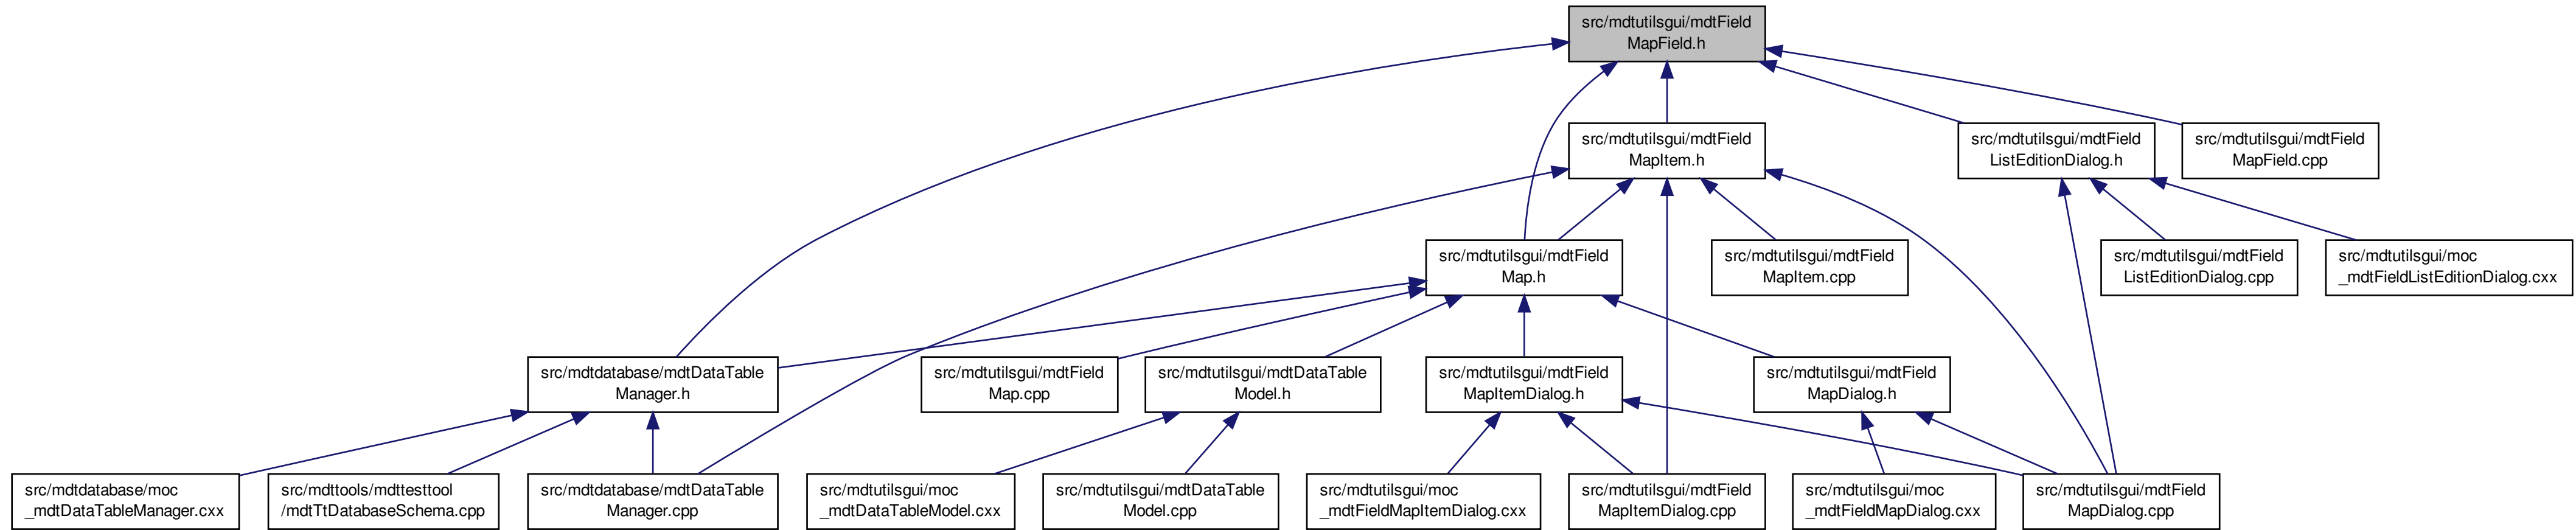 src/mdtutilsgui/mdtField
MapField.h
src/mdtutilsgui/mdtField
MapItem.h
src/mdtutilsgui/mdtField
ListEditionDialog.h
src/mdtutilsgui/mdtField
MapField.cpp
src/mdtutilsgui/mdtField
Map.h
src/mdtutilsgui/mdtField
MapItem.cpp
src/mdtutilsgui/mdtField
ListEditionDialog.cpp
src/mdtutilsgui/moc
_mdtFieldListEditionDialog.cxx
src/mdtdatabase/mdtDataTable
Manager.h
src/mdtutilsgui/mdtField
Map.cpp
src/mdtutilsgui/mdtDataTable
Model.h
src/mdtutilsgui/mdtField
MapItemDialog.h
src/mdtutilsgui/mdtField
MapDialog.h
src/mdtdatabase/moc
_mdtDataTableManager.cxx
src/mdttools/mdttesttool
/mdtTtDatabaseSchema.cpp
src/mdtdatabase/mdtDataTable
Manager.cpp
src/mdtutilsgui/moc
_mdtDataTableModel.cxx
src/mdtutilsgui/mdtDataTable
Model.cpp
src/mdtutilsgui/moc
_mdtFieldMapItemDialog.cxx
src/mdtutilsgui/mdtField
MapItemDialog.cpp
src/mdtutilsgui/moc
_mdtFieldMapDialog.cxx
src/mdtutilsgui/mdtField
MapDialog.cpp